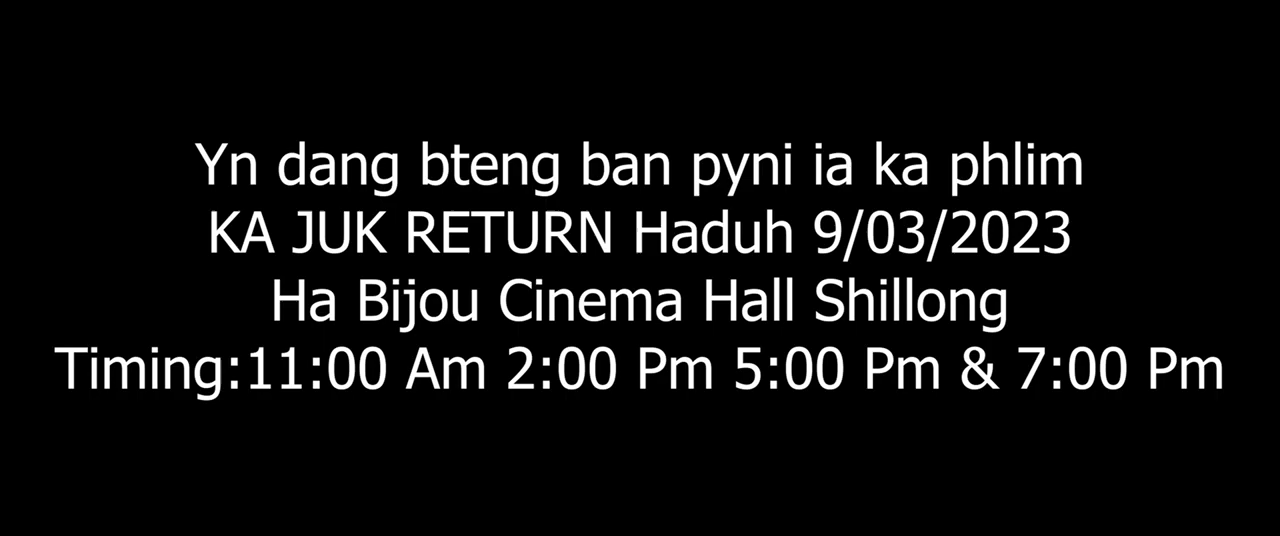 Yn dang bteng ban pyni ia ka phlim
KA JUK RETURN Haduh 9/03/2023
Ha Bijou Cinema Hall Shillong
Timing:11:00 Am 2:00 Pm 5:00 Pm & 7:00 Pm